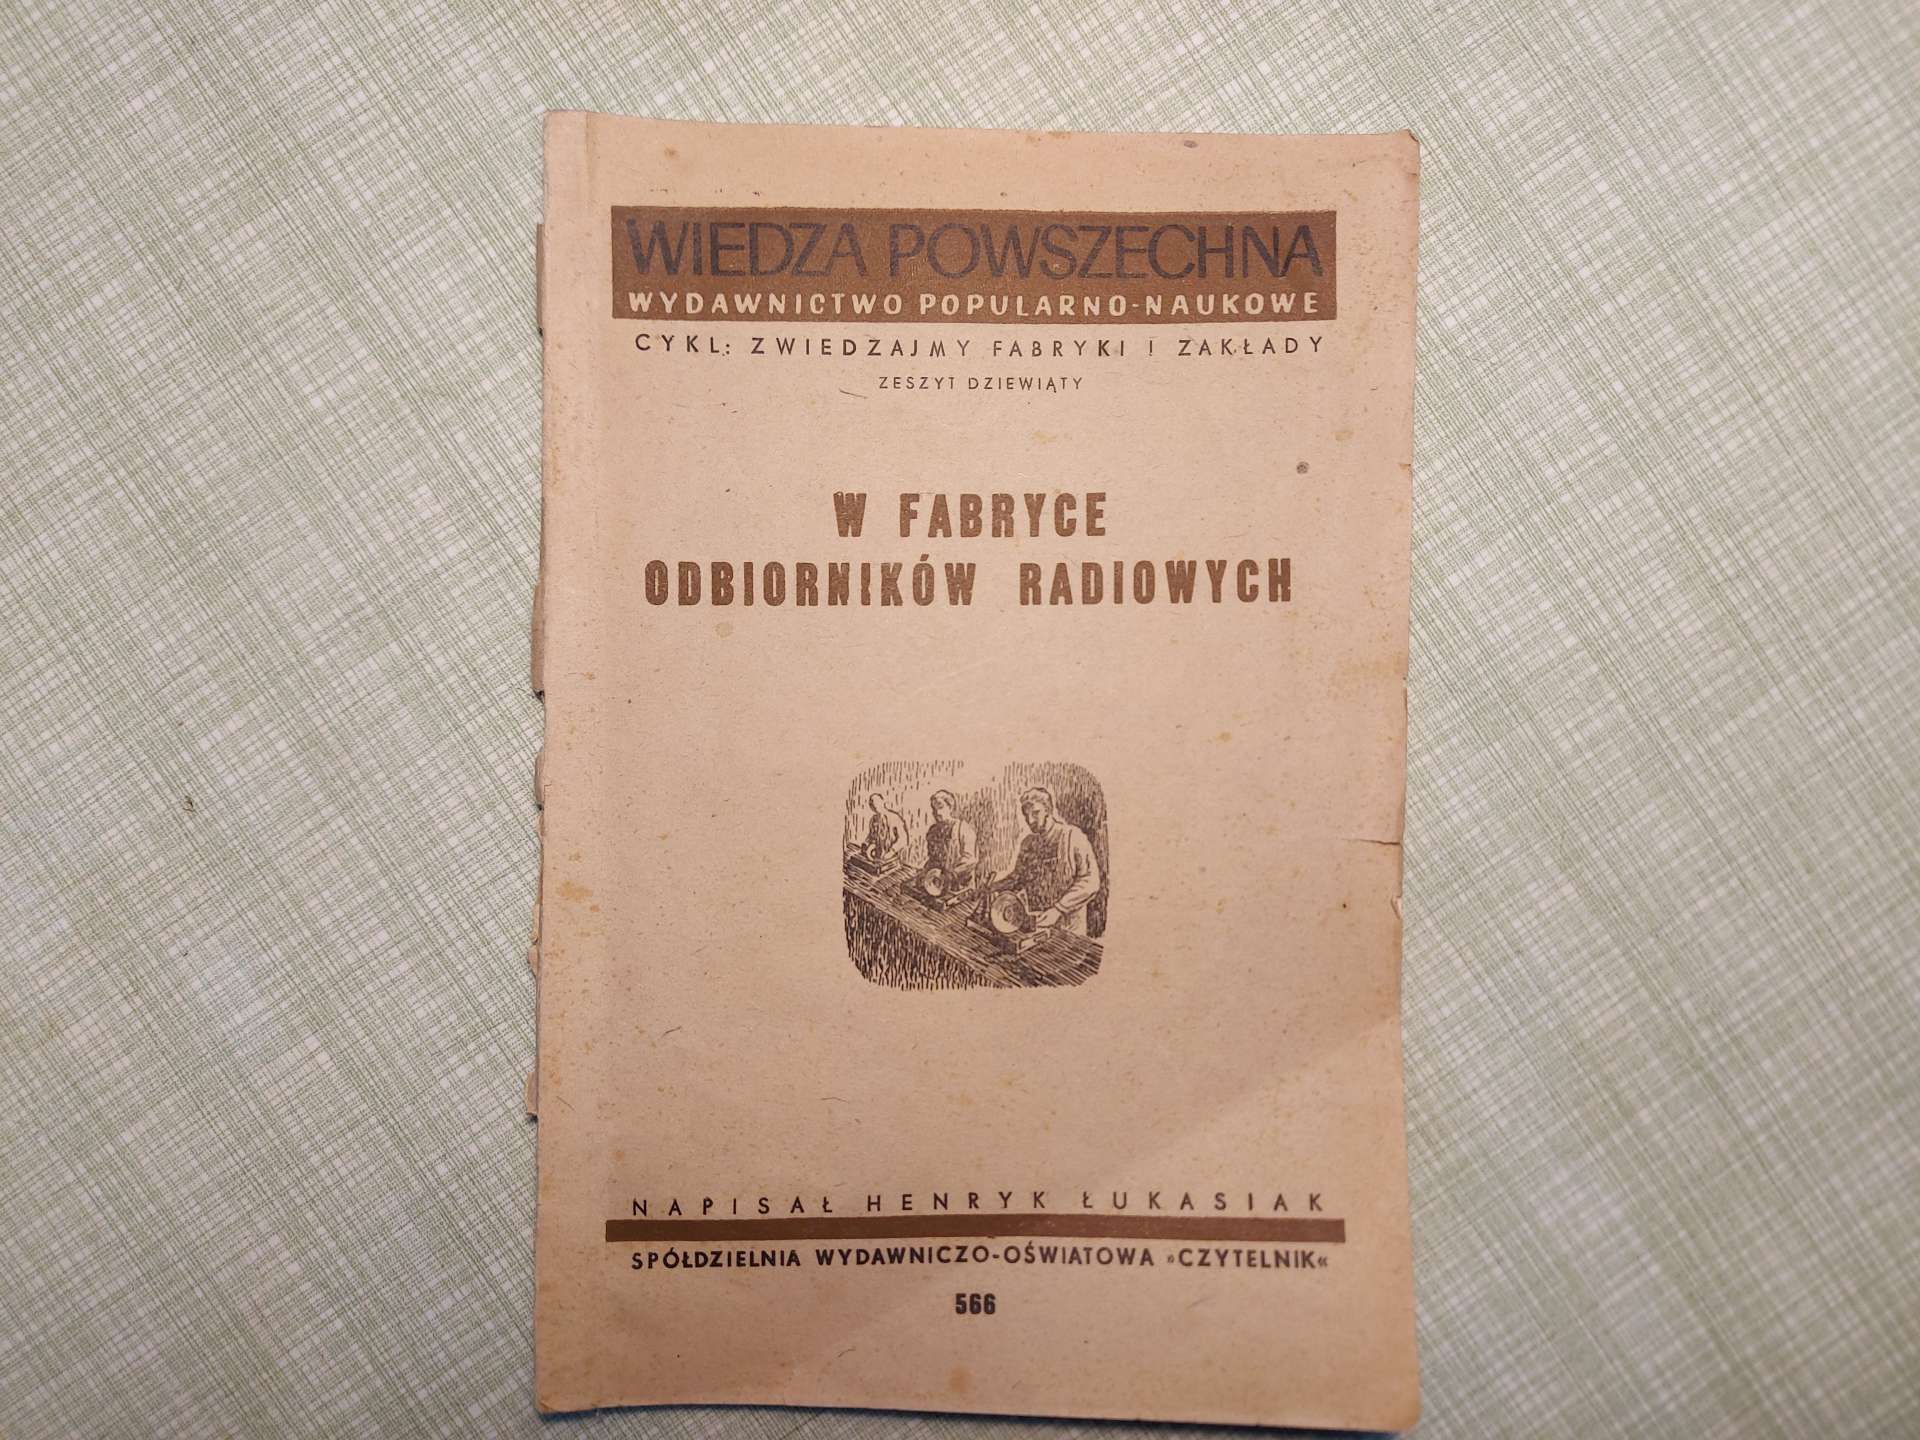 WIEDZA POWSZECHNA
WYDAWNICTWO POPULARNO-NAUKOWE
CYKL: ZWIEDZAJMY FABRYKI I ZAKŁADY
ZESZYT DZIEWIĄTY
W FABRYCE
ODBIORNIKÓW RADIOWYCH
NAPISAŁ HENRYK ŁUKASIAK
SPÓŁDZIELNIA WYDAWNICZO-OŚWIATOWA »CZYTELNIK«
566